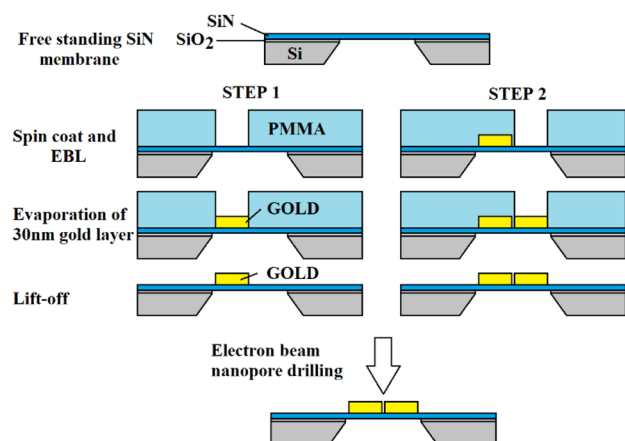 SiN
Free standing SiN
membrane
SiO2
Si
STEP 1
STEP 2
Spin coat and
EBL
PMMA
Evaporation of
30nm gold layer
GOLD
Lift-off
GOLD
Electron beam
nanopore drilling